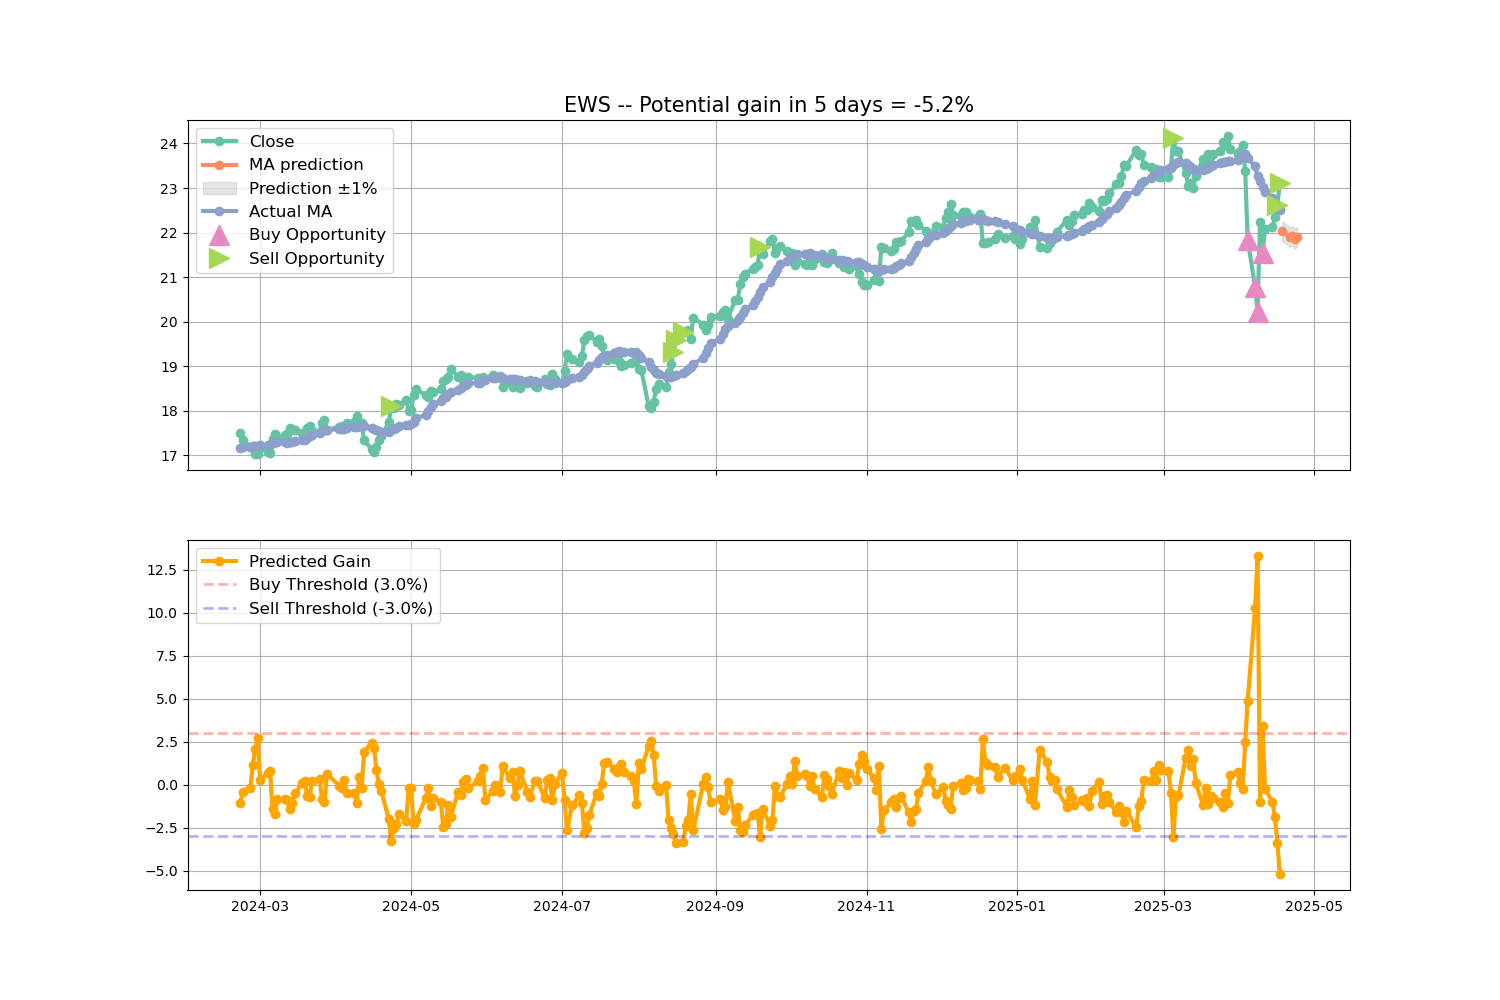 EWS -- Potential gain in 5 days = -5.2%
Close
MA prediction
Prediction ±1%
Actual MA
Buy Opportunity
Sell Opportunity
24
23
22
21
20
19
18
17
Predicted Gain
Buy Threshold (3.0%)
Sell Threshold (-3.0%)
12.5
10.0
7.5
5.0
2.5
0.0
−2.5
−5.0
2024-03 2024-05 2024-07 2024-09 2024-11 2025-01 2025-03 2025-05